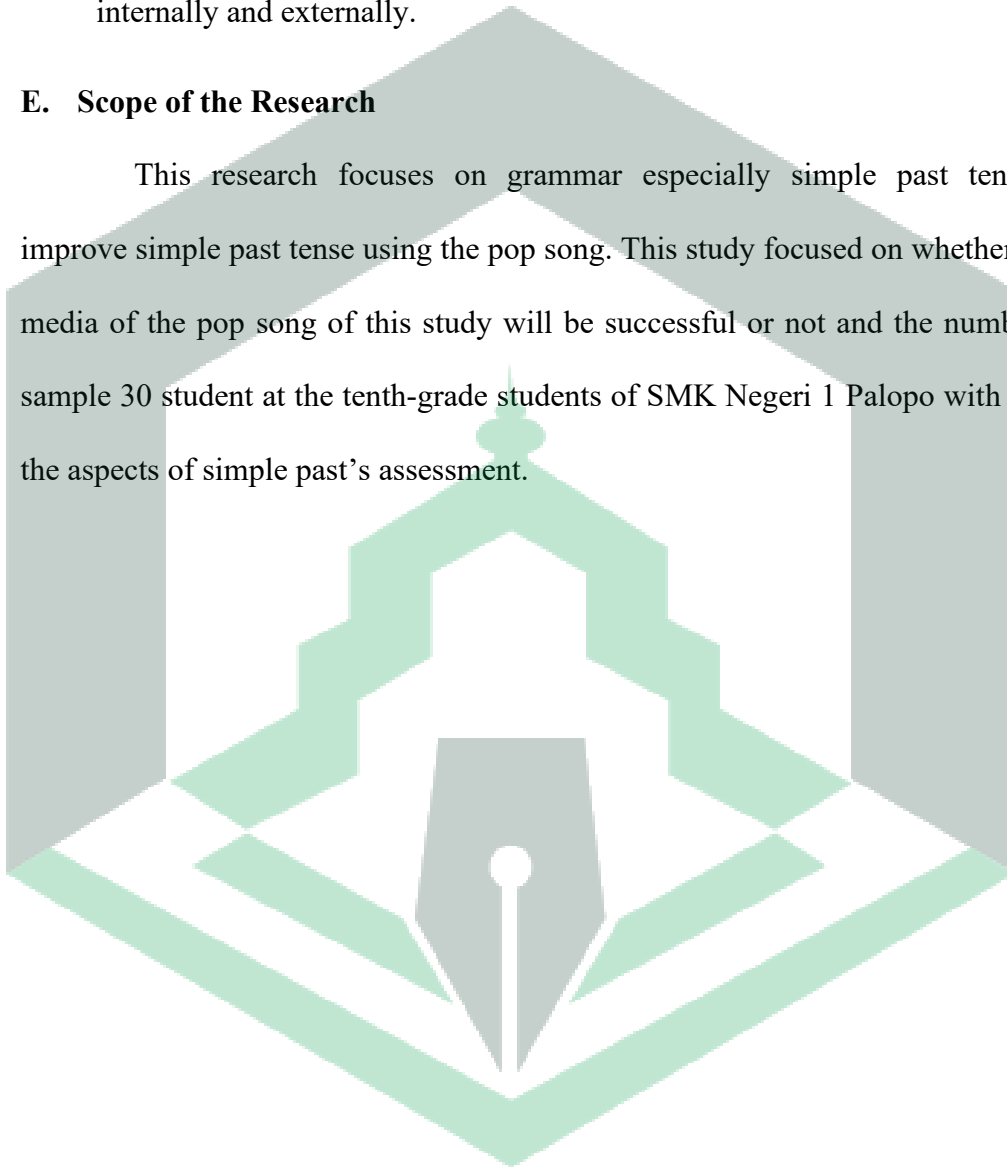 internally and externally.
E. Scope of the Research
This research focuses on grammar especially simple past
improve simple past tense using the pop song. This study focused on whether
media of the pop song of this study will be successful or not and the
sample 30 student at the tenth-grade students of SMK Negeri 1 Palopo with
the aspects of simple past’s assessment.